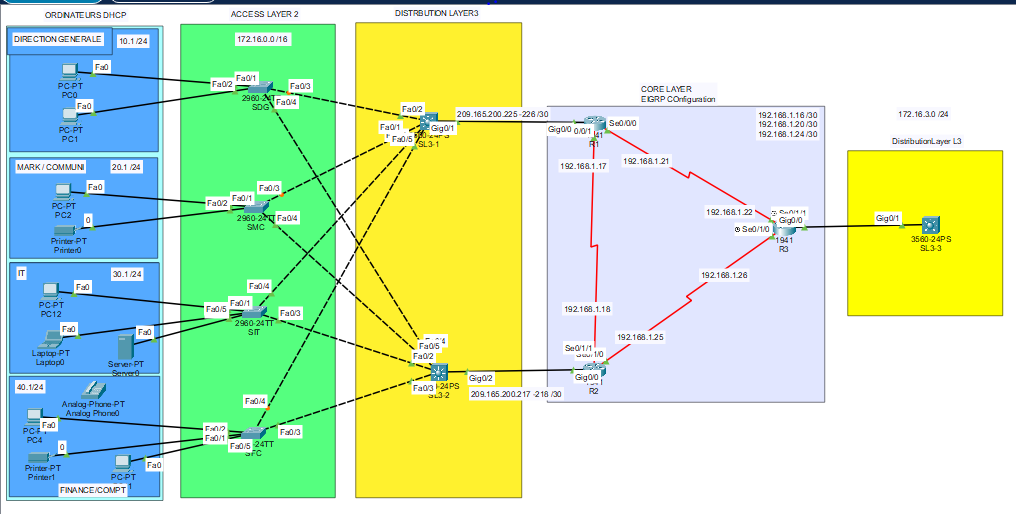 ORDINATEURS DHCP
ACCESS LAYER 2
DISTRBUTION LAYER3
DIRECTION GENERALE
10.1/24
172.16.0.0 /16
Fa0
PC-PT
PC0
Fa0
PC-PT
PC1
Fa0/2
Fa0/1
Fa0/3
2960-24TT
SDG
Fa0/4
MARK / COMMUNI
20.1 /24
Fa0
PC-PT
PC2
0
Printer-PT
Printer0
Fa0/2
Fa0/1
Fa0/3
2960-24TT
SMC
Fa0/4
IT
30.1 /24
Fa0
PC-PT
PC12
Fa0
Laptop-PT
Laptop0
Fa0
Server-PT
Server0
Fa0/4
Fa0/5
Fa0/1
Fa0/3
2960-24TT
SIT
40.1/24
Analog-Phone-PT
Analog Phone0
Fa0
PC4
0
Printer-PT
Printer1
Fa0
PC-PT
FINANCE/COMPT
Fa0/4
Fa0/2
Fa0/1
Fa0/5
Fa0/3
SFC
Fa0/2
Fa0/1
Fa0/5
Gig0/1
SL3-1
209.165.200.225 -226 /30
Fa0/5
Fa0/2
Fa0/3
SL3-2
Gig0/2
209.165.200.217 -218 /30
CORE LAYER
EIGRP COnfiguration
192.168.1.16 /30
192.168.1.20 /30
192.168.1.24 /30
Gig0/0
Se0/0/0
R1
192.168.1.17
192.168.1.21
192.168.1.22
Se0/1/0
Gig0/0
1941
R3
192.168.1.26
192.168.1.18
192.168.1.25
Se0/1/1
Gig0/0
R2
172.16.3.0 /24
DistributionLayer L3
Gig0/1
3560-24PS
SL3-3